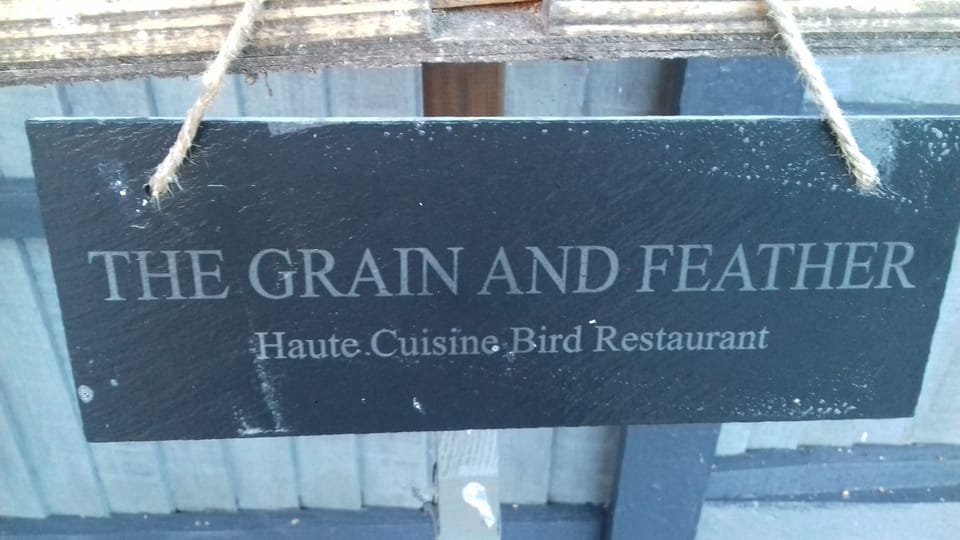 THE GRAIN AND FEATHER
Haute Cuisine Bird Restaurant